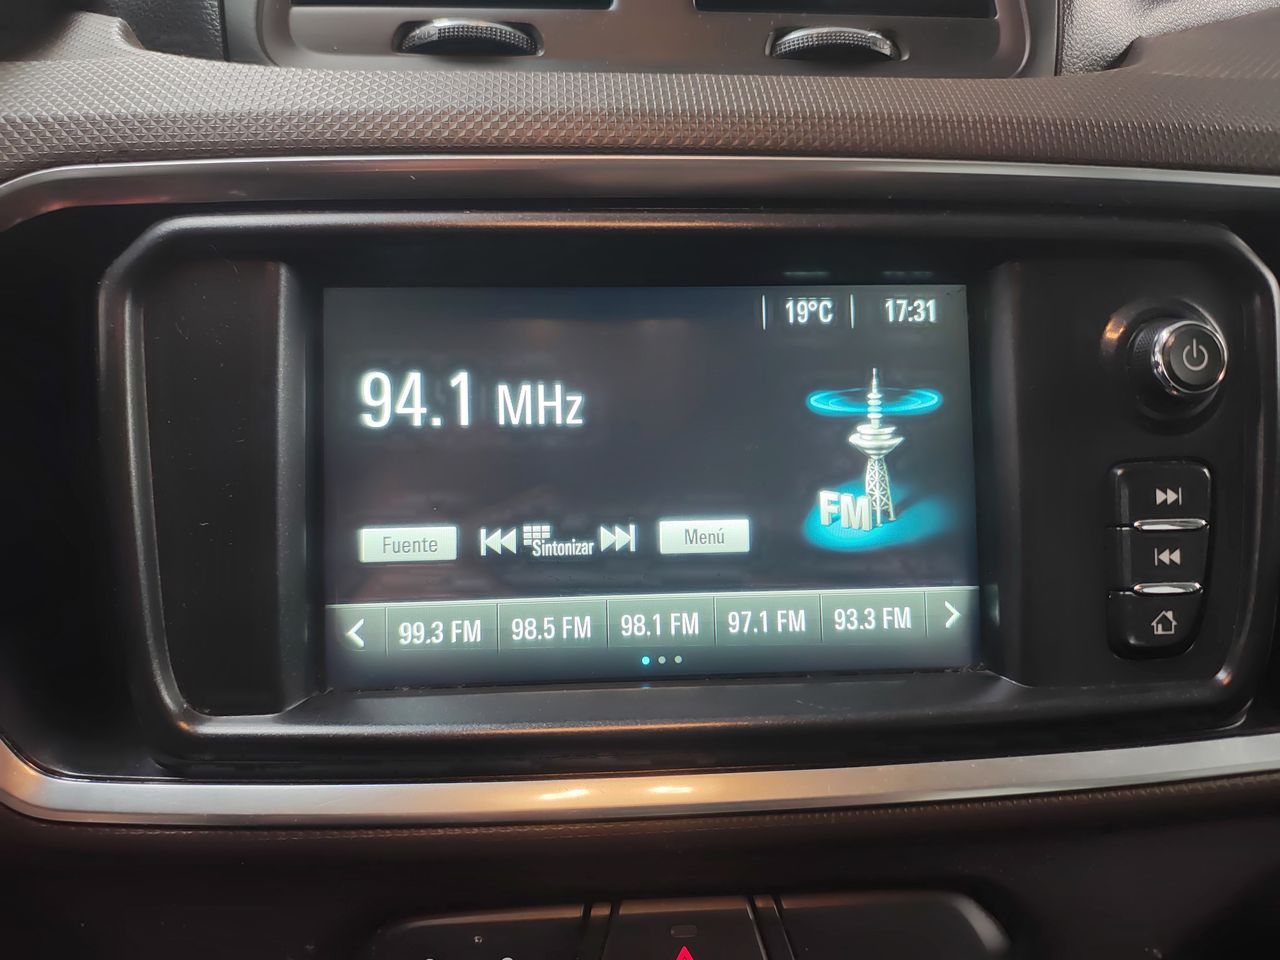 19°C 17:31
94.1 MHz
FM
Fuente Sintonizar Menú
99.3 FM 98.5 FM 98.1 FM 97.1 FM 93.3 FM